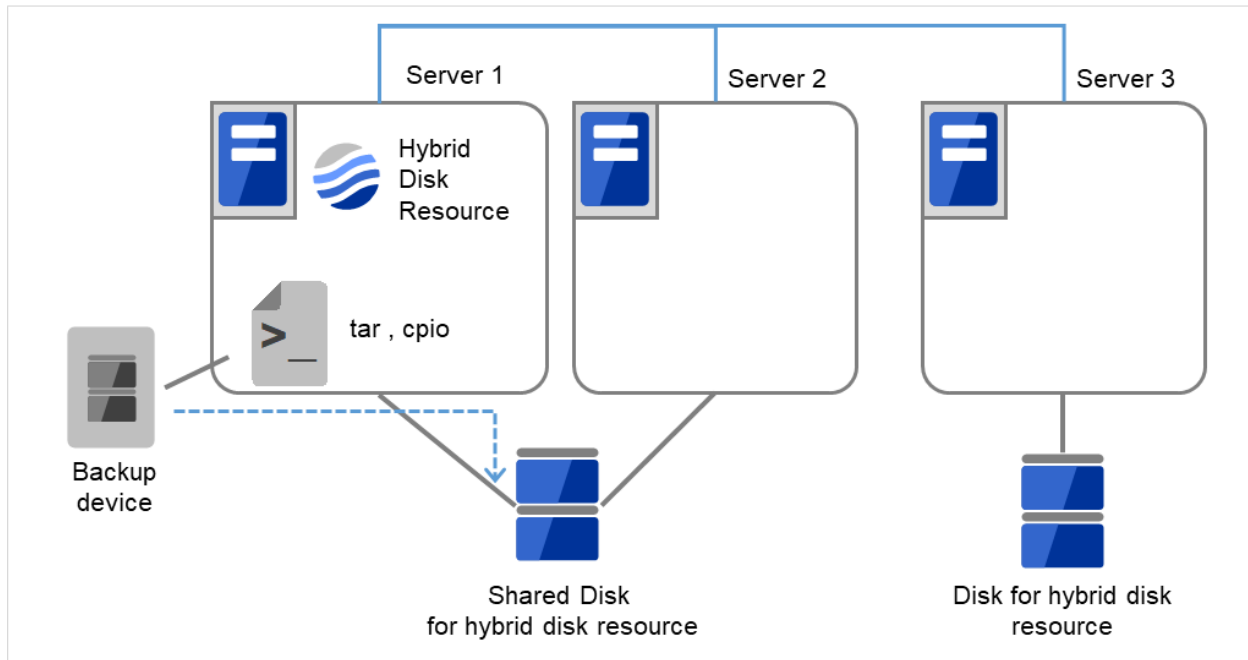 Server 1
Server 2
Server 3
Hybrid
Disk
Resource
>_
tar , cpio
Backup
device
Shared Disk
for hybrid disk resource
Disk for hybrid disk
resource